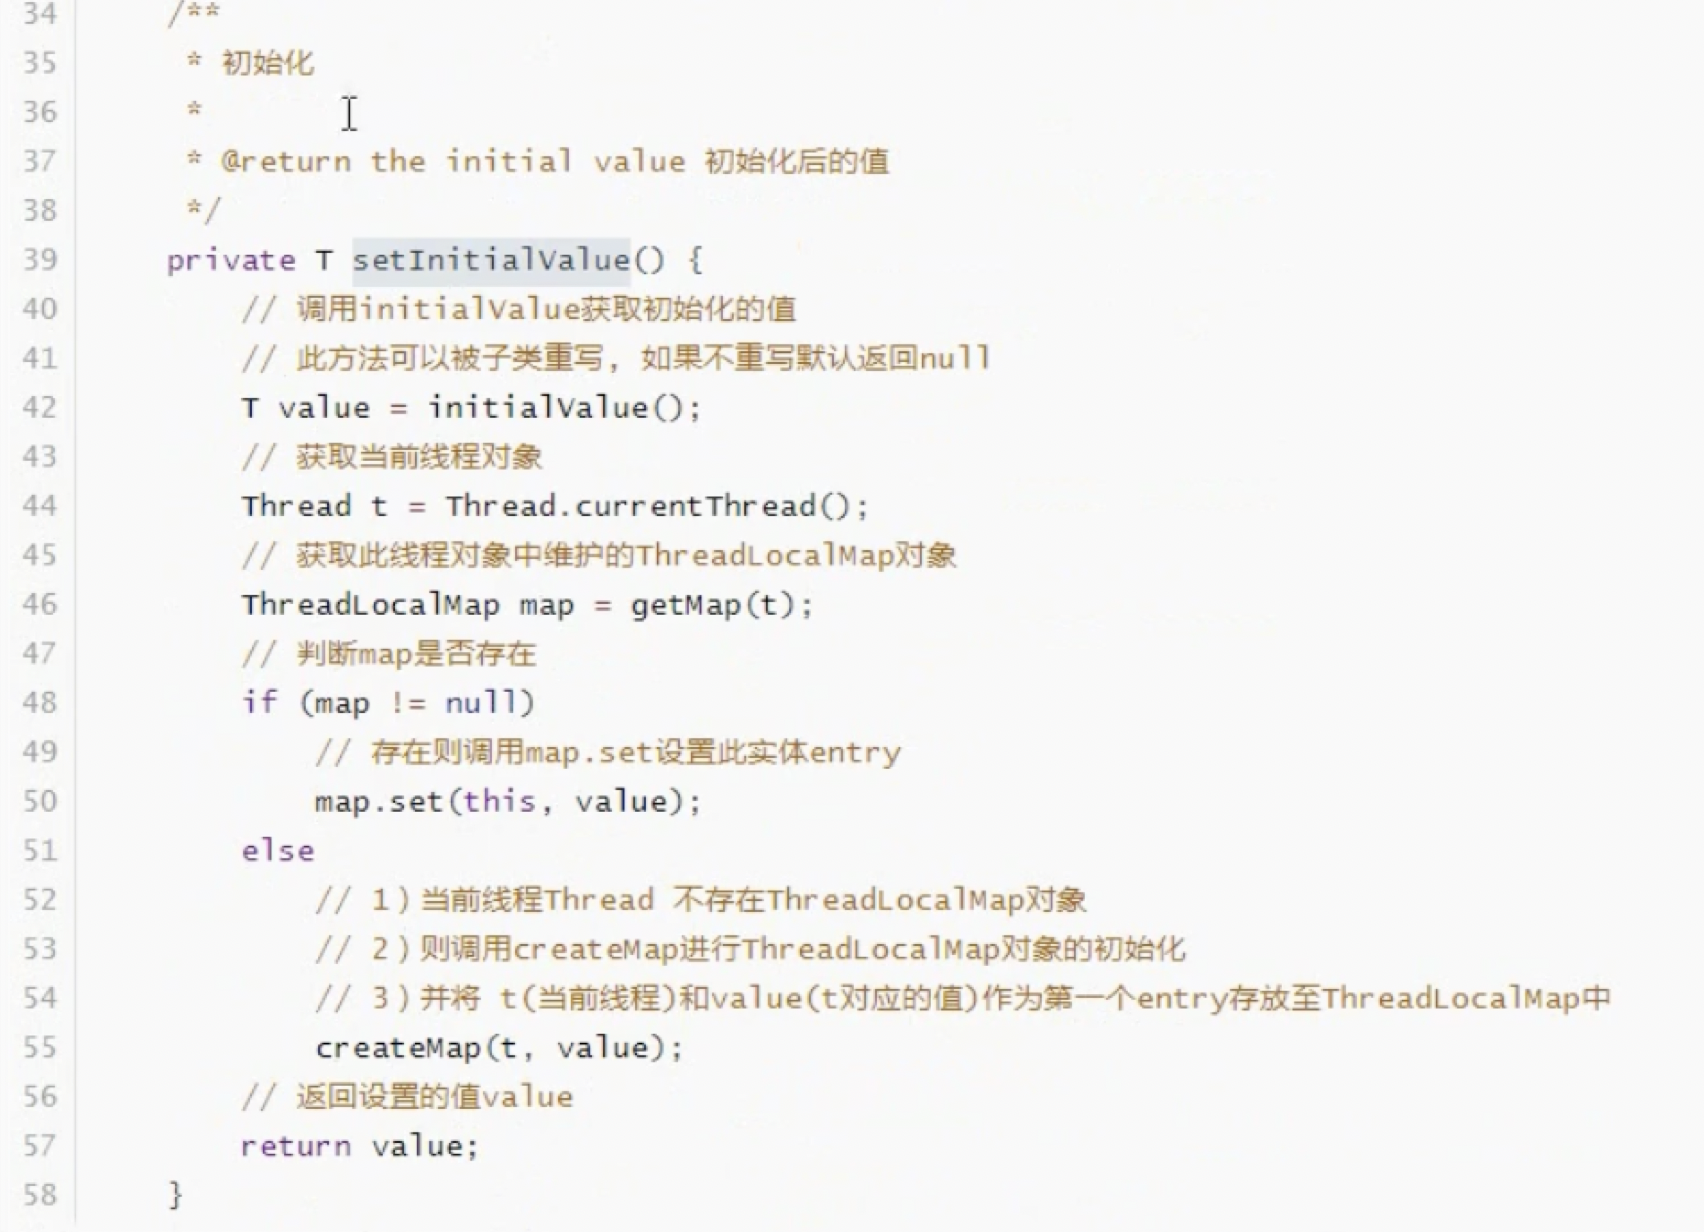 34 /**
35 * 初始化
36 *
37 * @return the initial value 初始化后的值
38 */
39 private T setInitialValue() {
40 // 调用initialValue获取初始化的值
41 // 此方法可以被子类重写, 如果不重写默认返回null
42 T value = initialValue();
43 // 获取当前线程对象
44 Thread t = Thread.currentThread();
45 // 获取此线程对象中维护的ThreadLocalMap对象
46 ThreadLocalMap map = getMap(t);
47 // 判断map是否存在
48 if (map != null)
49 // 存在则调用map.set设置此实体entry
50 map.set(this, value);
51 else
52 // 1）当前线程Thread 不存在ThreadLocalMap对象
53 // 2）则调用createMap进行ThreadLocalMap对象的初始化
54 // 3）并将 t(当前线程)和value(t对应的值)作为第一个entry存放至ThreadLocalMap中
55 createMap(t, value);
56 // 返回设置的值value
57 return value;
58 }